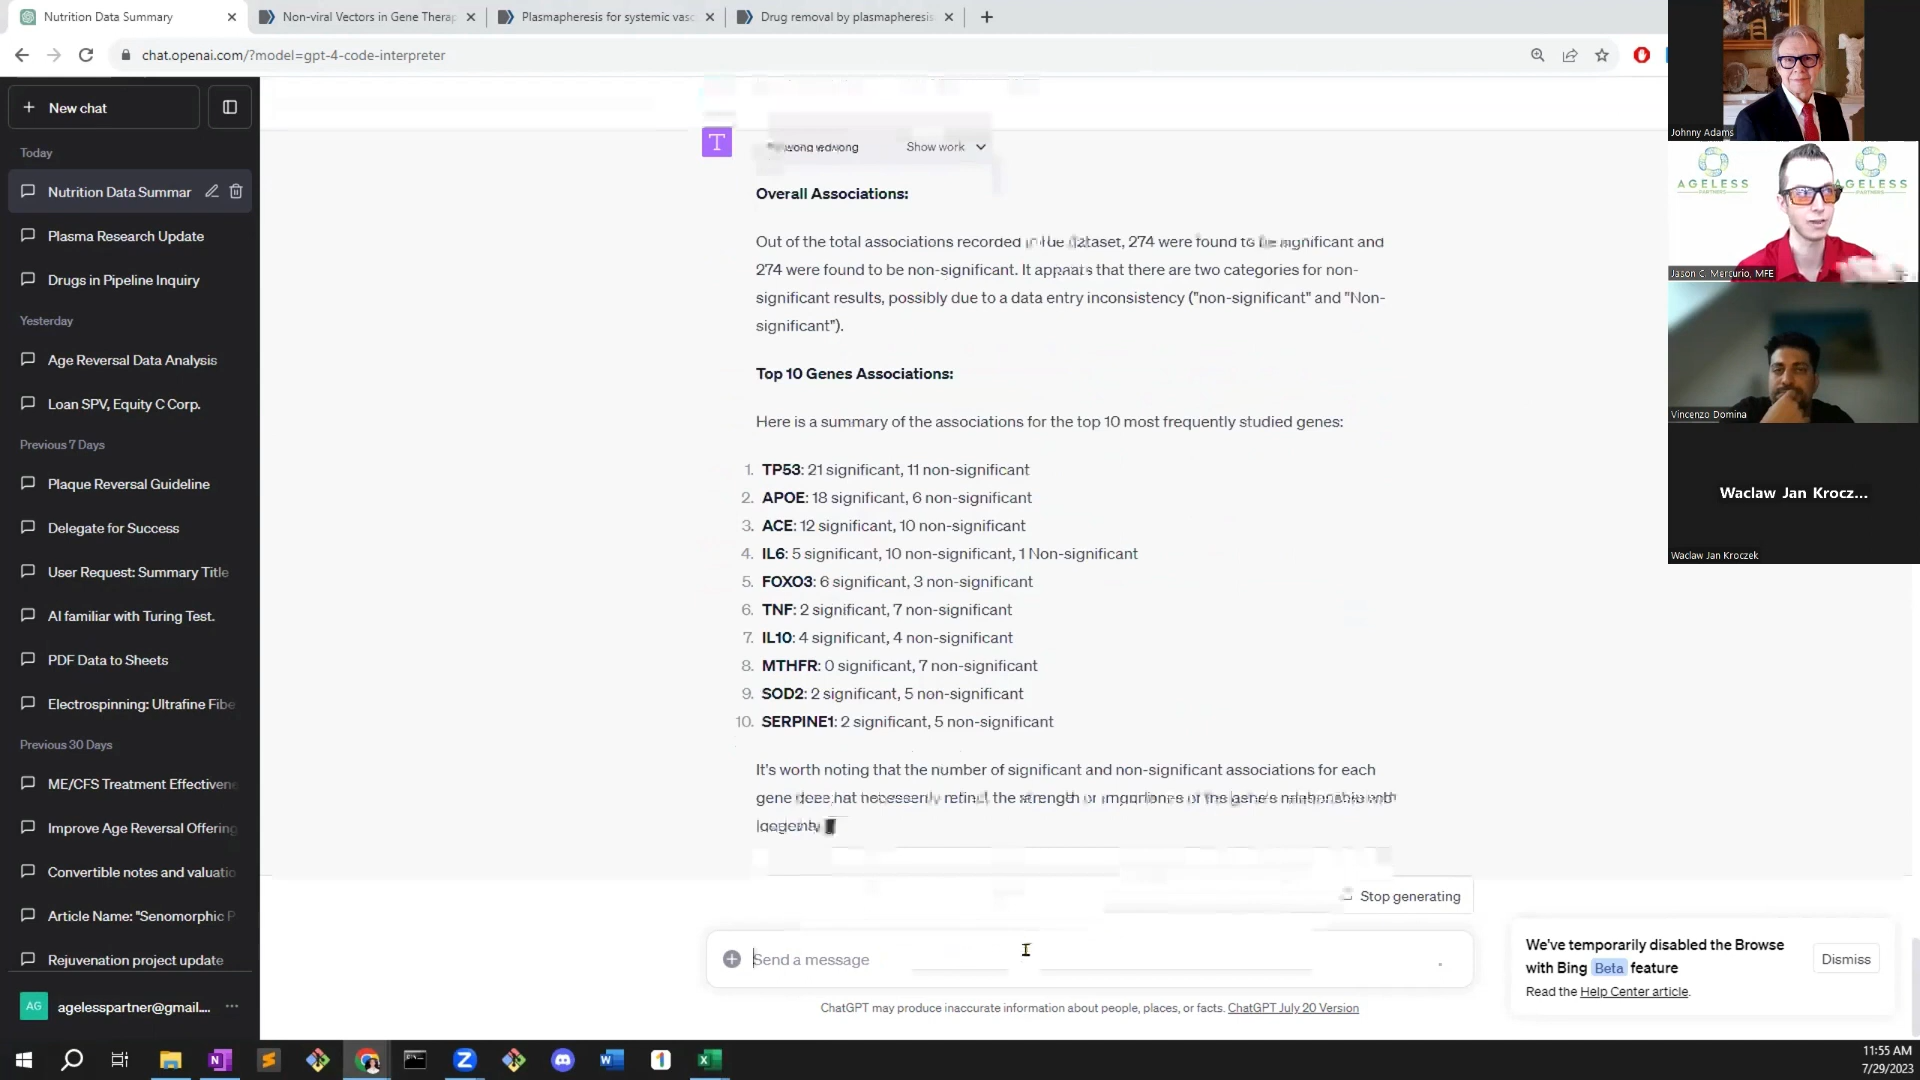 Nutrition Data Summary
Non-viral Vectors in Gene Therap
Plasmapheresis for systemic vasc
Drug removal by plasmapheresis
chat.openai.com/?model=gpt-4-code-interpreter
New chat
Today
Nutrition Data Summar
Plasma Research Update
Drugs in Pipeline Inquiry
Yesterday
Age Reversal Data Analysis
Loan SPV, Equity C Corp.
Previous 7 Days
Plaque Reversal Guideline
Delegate for Success
User Request: Summary Title
AI familiar with Turing Test.
PDF Data to Sheets
Electrospinning: Ultrafine Fibe
Previous 30 Days
ME/CFS Treatment Effectivene
Improve Age Reversal Offering
Convertible notes and valuatio
Article Name: "Senomorphic P
Rejuvenation project update
AG
agelesspartner@gmail....
T
Show work
Overall Associations:
Out of the total associations recorded dataset, 274 were found to be significant and
274 were found to be non-significant. It appears that there are two categories for non-
significant results, possibly due to a data entry inconsistency ("non-significant" and "Non-
significant").
Top 10 Genes Associations:
Here is a summary of the associations for the top 10 most frequently studied genes:
1. TP53: 21 significant, 11 non-significant
2. APOE: 18 significant, 6 non-significant
3. ACE: 12 significant, 10 non-significant
4. IL6: 5 significant, 10 non-significant, 1 Non-significant
5. FOXO3: 6 significant, 3 non-significant
6. TNF: 2 significant, 7 non-significant
7. IL10: 4 significant, 4 non-significant
8. MTHFR: 0 significant, 7 non-significant
9. SOD2: 2 significant, 5 non-significant
10. SERPINE1: 2 significant, 5 non-significant
It's worth noting that the number of significant and non-significant associations for each
gene the strength
Stop generating
Send a message
ChatGPT may produce inaccurate information about people, places, or facts. ChatGPT July 20 Version
We've temporarily disabled the Browse
with Bing Beta feature
Read the Help Center article.
Dismiss
Johnny Adams
AGELESS
PARTNERS
AGELESS
Jason C. Mercurio, MFE
Vincenzo Domina
Waclaw Jan Krocz...
Waclaw Jan Kroczek
11:55 AM
7/29/2023